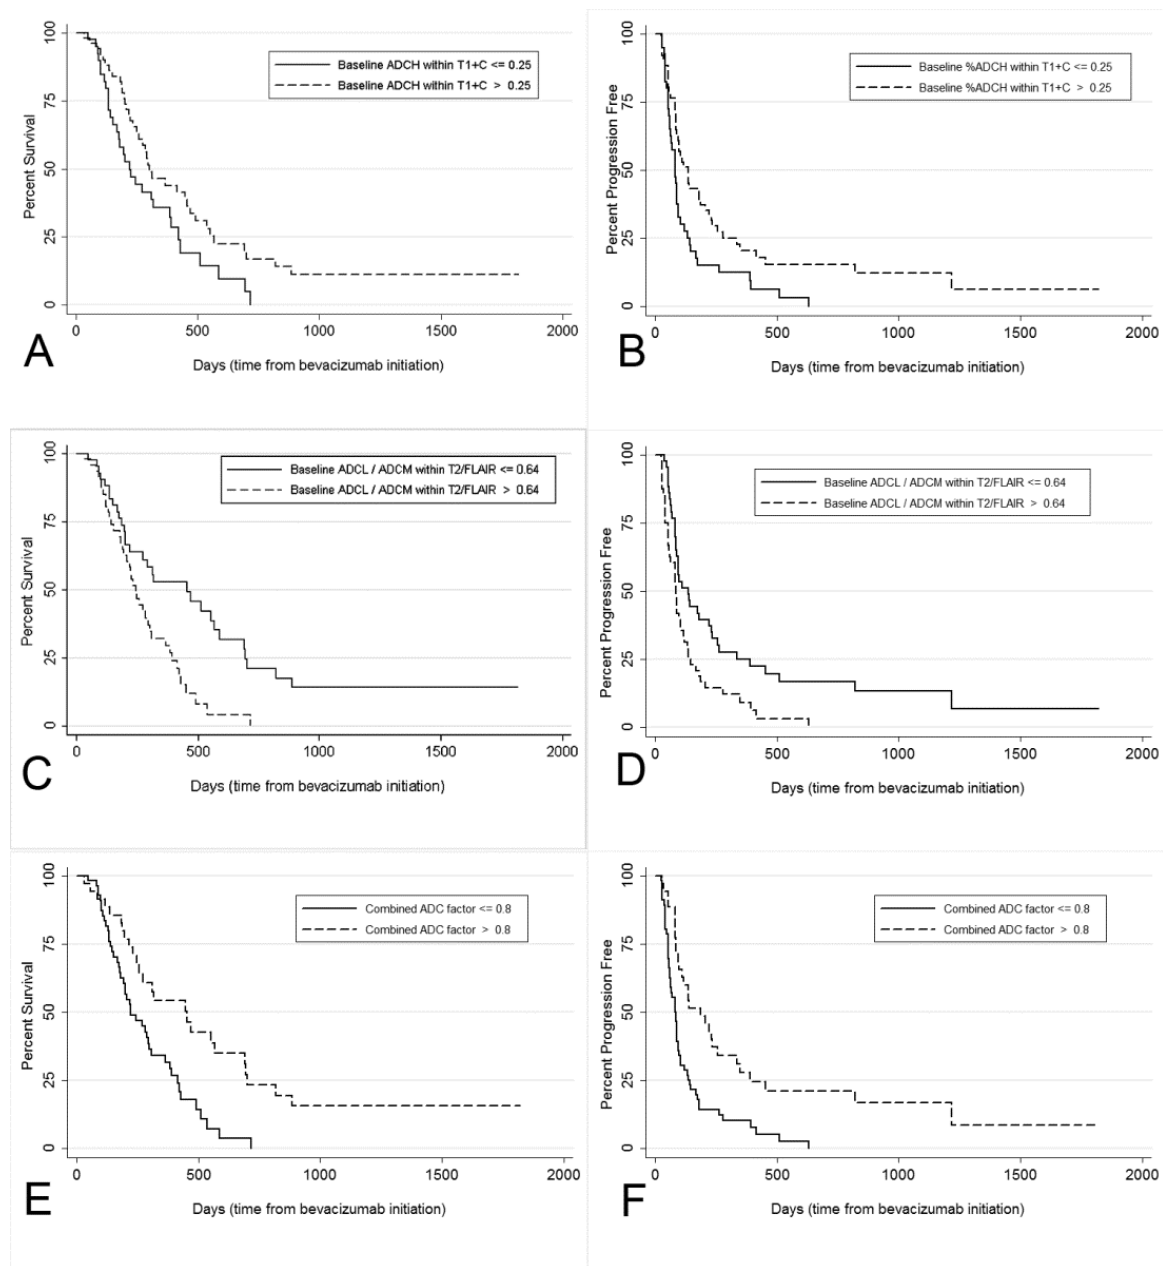 100
75
50
25
0
Percent Survival
Baseline ADCH within T1+C <= 0.25
Baseline ADCH within T1+C > 0.25
0 500 1000 1500 2000
Days (time from bevacizumab initiation)
A
100
75
50
25
0
Percent Progression Free
Baseline %ADCH within T1+C <= 0.25
Baseline %ADCH within T1+C > 0.25
0 500 1000 1500 2000
Days (time from bevacizumab initiation)
B
100
75
50
25
0
Percent Survival
Baseline ADCL / ADCM within T2/FLAIR <= 0.64
Baseline ADCL / ADCM within T2/FLAIR > 0.64
0 500 1000 1500 2000
Days (time from bevacizumab initiation)
C
100
75
50
25
0
Percent Progression Free
Baseline ADCL / ADCM within T2/FLAIR <= 0.64
Baseline ADCL / ADCM within T2/FLAIR > 0.64
0 500 1000 1500 2000
Days (time from bevacizumab initiation)
D
100
75
50
25
0
Percent Survival
Combined ADC factor <= 0.8
Combined ADC factor > 0.8
0 500 1000 1500 2000
Days (time from bevacizumab initiation)
E
100
75
50
25
0
Percent Progression Free
Combined ADC factor <= 0.8
Combined ADC factor > 0.8
0 500 1000 1500 2000
Days (time from bevacizumab initiation)
F